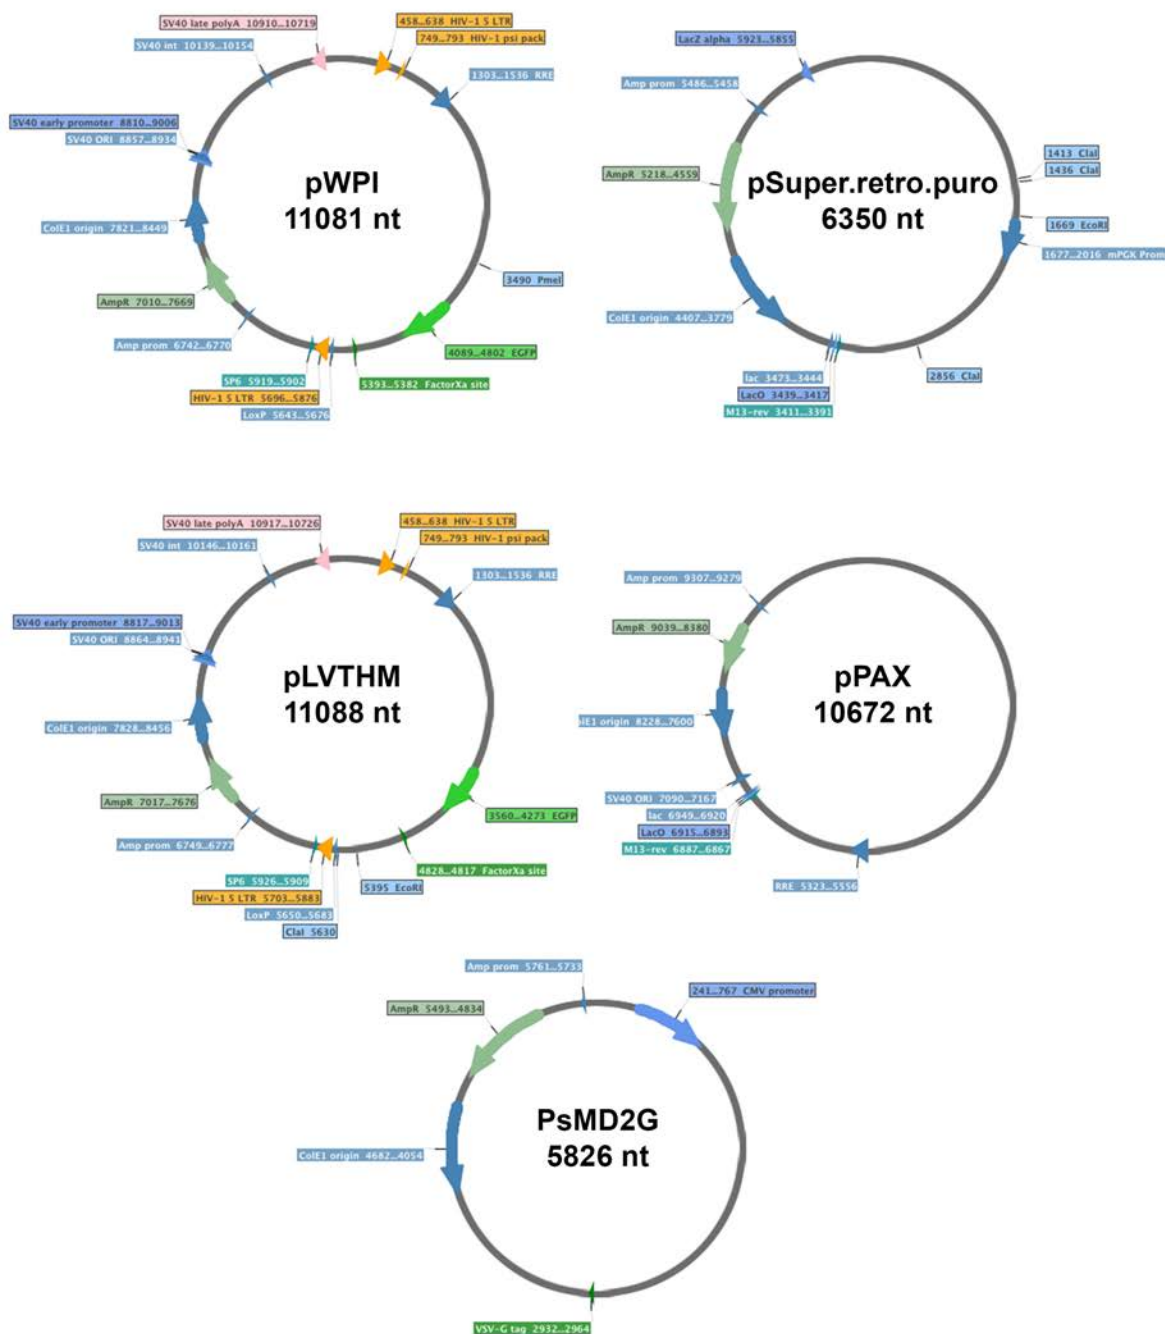 SV40 late polyA 10910...10719
SV40 int 10139...10154
458...638 HIV-1 5 LTR
749...793 HIV-1 psi pack
1303...1536 RRE
SV40 early promoter 8810...9006
SV40 ORI 8857...8934
pWPI
11081 nt
ColE1 origin 7821...8449
3490 PmeI
AmpR 7010...7669
Amp prom 6742...6770
4089...4802 EGFP
SP6 5919...5902
5393...5382 FactorXa site
HIV-1 5 LTR 5696...5876
LoxP 5643...5676
LacZ alpha 5923...5855
Amp prom 5486...5458
1413 ClaI
1436 ClaI
AmpR 5218...4559
pSuper.retro.puro
6350 nt
1669 EcoRI
1677...2016 mPGK Prom
ColE1 origin 4407...3779
lac 3473...3444
2856 ClaI
LacO 3439...3417
M13-rev 3411...3391
SV40 late polyA 10917...10726
SV40 int 10146...10161
458...638 HIV-1 5 LTR
749...793 HIV-1 psi pack
1303...1536 RRE
SV40 early promoter 8817...9013
SV40 ORI 8864...8941
pLVTHM
11088 nt
ColE1 origin 7828...8456
AmpR 7017...7676
3560...4273 EGFP
Amp prom 6749...6777
4828...4817 FactorXa site
SP6 5926...5909
5395 EcoRI
HIV-1 5 LTR 5703...5883
LoxP 5650...5683
ClaI 5630
Amp prom 9307...9279
AmpR 9039...8380
pPAX
10672 nt
olE1 origin 8228...7600
SV40 ORI 7090...7167
lac 6949...6920
LacO 6915...6893
M13-rev 6887...6867
RRE 5323...5556
Amp prom 5761...5733
241...767 CMV promoter
AmpR 5493...4834
PsMD2G
5826 nt
ColE1 origin 4682...4054
VSV-G tag 2932...2964